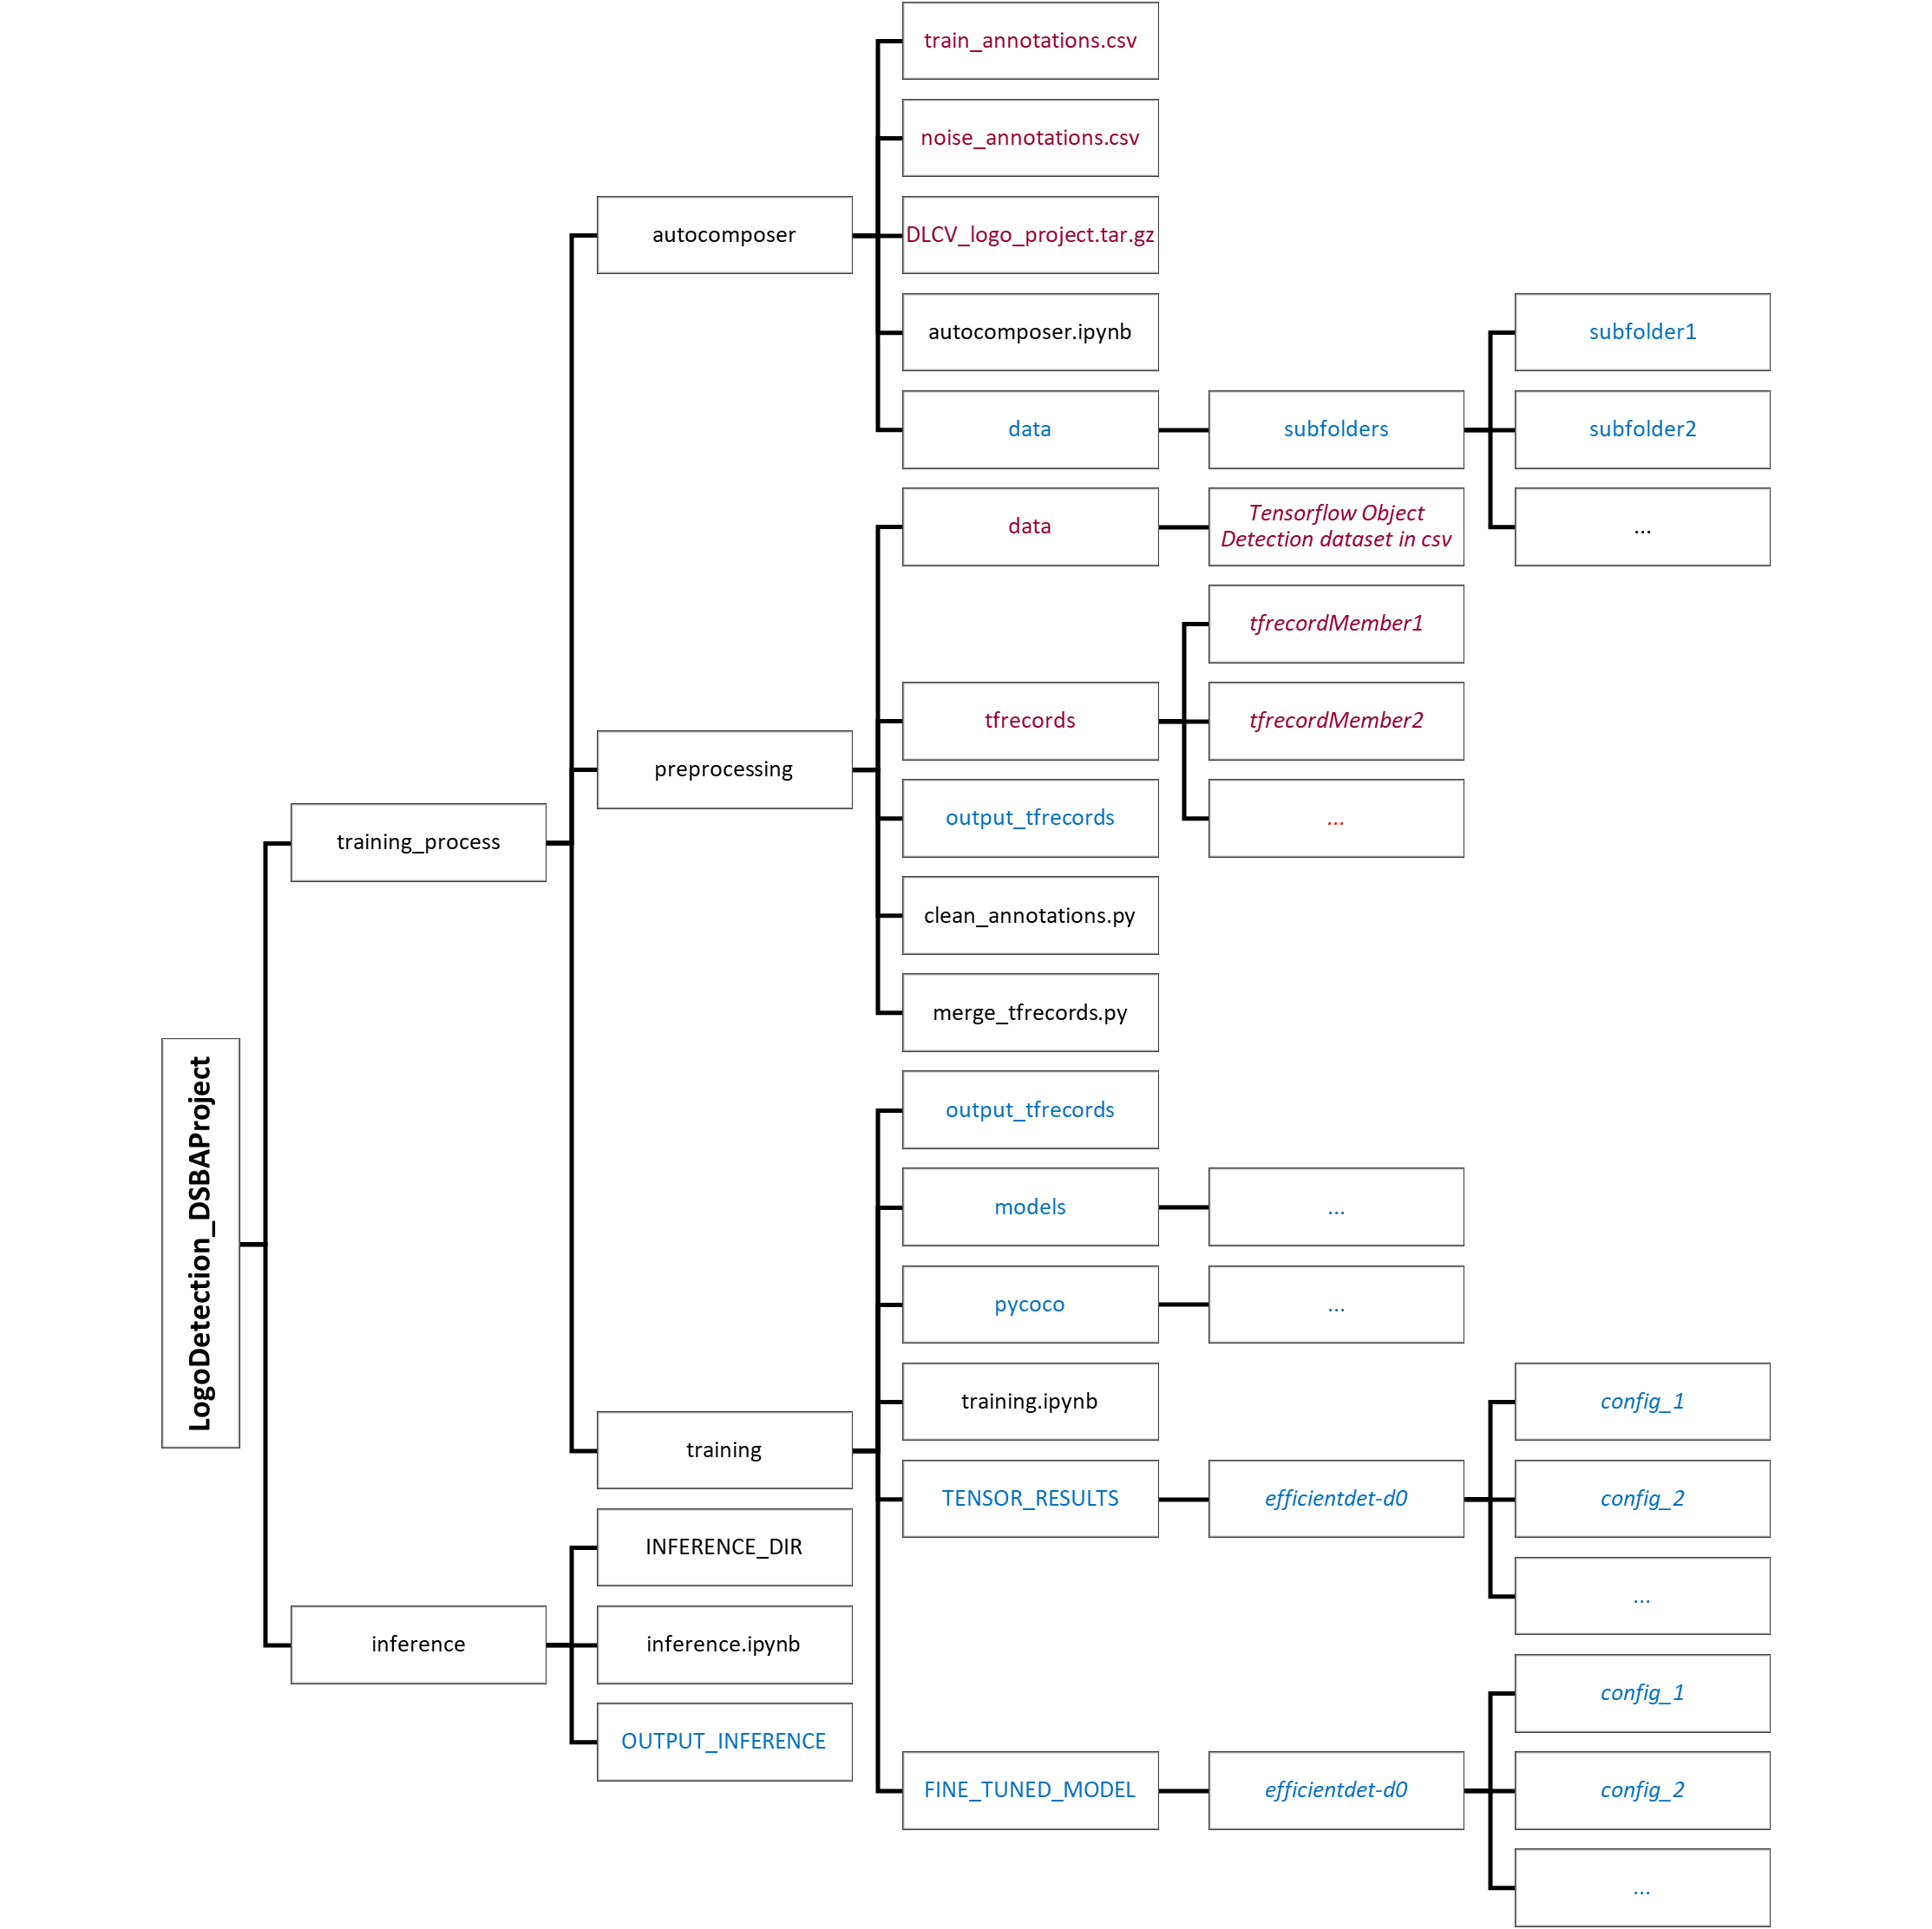 train_annotations.csv
noise_annotations.csv
autocomposer
DLCV_logo_project.tar.gz
autocomposer.ipynb
subfolder1
data
subfolders
subfolder2
data
Tensorflow Object
Detection dataset in csv
...
tfrecordMember1
tfrecords
tfrecordMember2
preprocessing
output_tfrecords
...
training_process
clean_annotations.py
merge_tfrecords.py
LogoDetection_DSBAProject
output_tfrecords
models
...
pycoco
...
training.ipynb
config_1
training
TENSOR_RESULTS
efficientdet-d0
config_2
INFERENCE_DIR
...
inference
inference.ipynb
config_1
OUTPUT_INFERENCE
FINE_TUNED_MODEL
efficientdet-d0
config_2
...